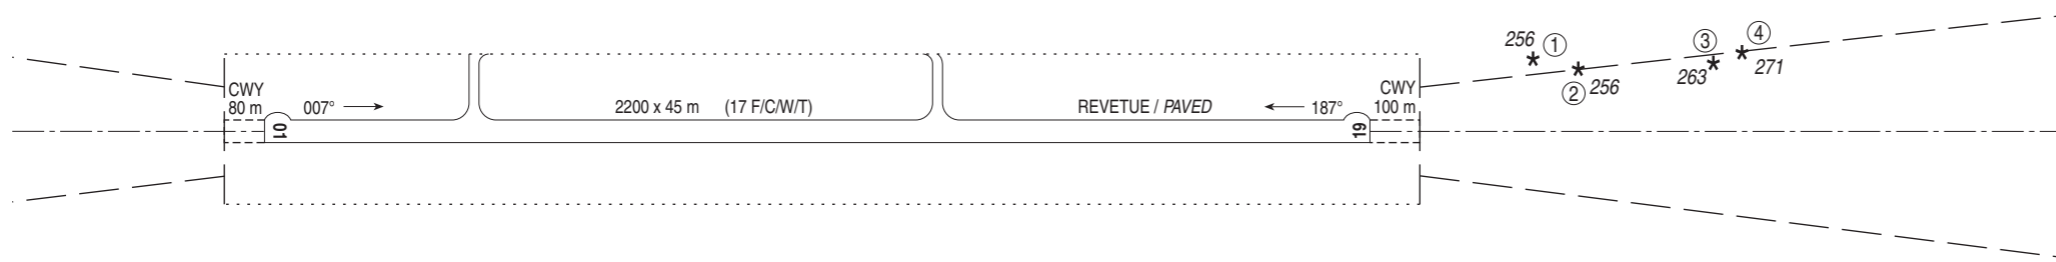 256 ① ③ ④
263 271
② 256
CWY CWY
80 m 007° 2200 x 45 m (17 F/C/W/T) REVETUE / PAVED 187° 100 m
01 19